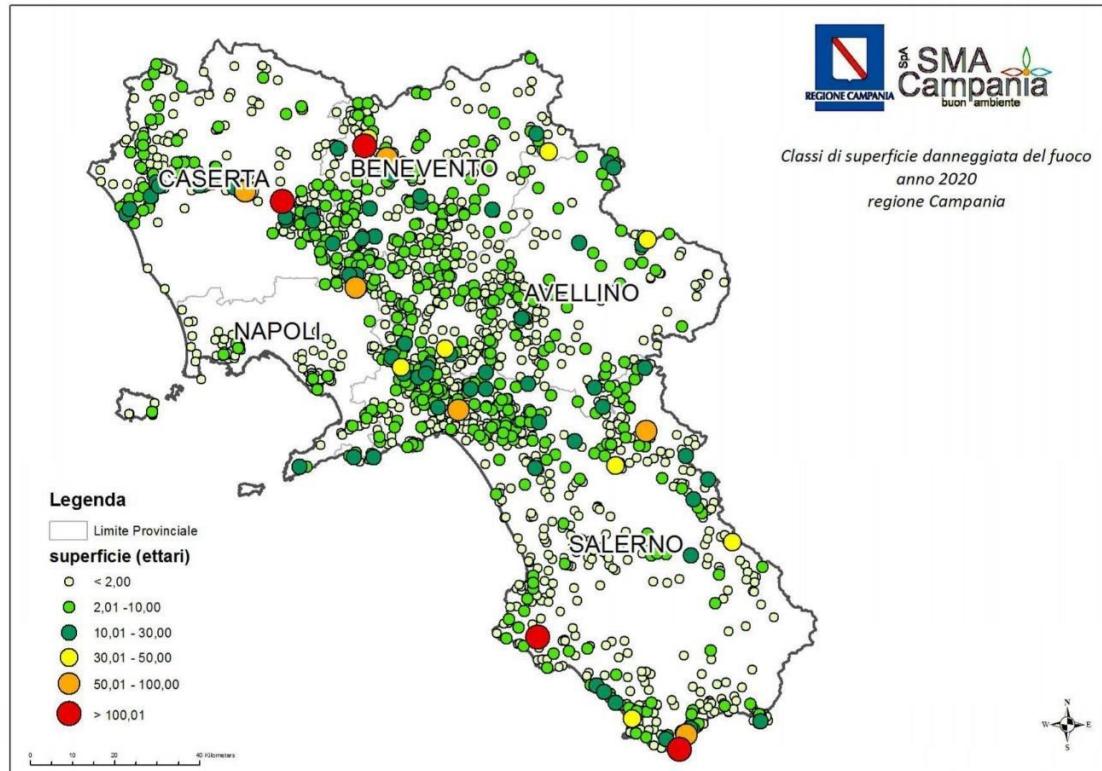 REGIONE CAMPANIA
SpA
SMA
Campania
buon ambiente
Classi di superficie danneggiata del fuoco
anno 2020
regione Campania
CASERTA
BENEVENTO
AVELLINO
NAPOLI
SALERNO
Legenda
Limite Provinciale
superficie (ettari)
< 2,00
2,01 -10,00
10,01 - 30,00
30,01 - 50,00
50,01 - 100,00
> 100,01
0 10 20 40 Kilometers
N
W E
S